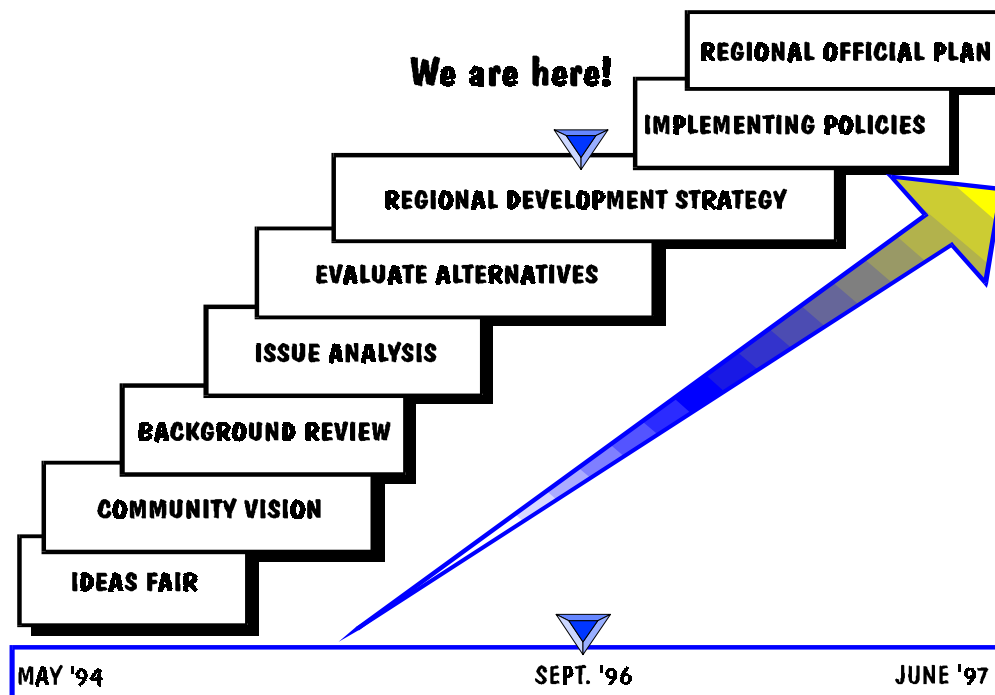 REGIONAL OFFICIAL PLAN
We are here!
IMPLEMENTING POLICIES
REGIONAL DEVELOPMENT STRATEGY
EVALUATE ALTERNATIVES
ISSUE ANALYSIS
BACKGROUND REVIEW
COMMUNITY VISION
IDEAS FAIR
MAY '94
SEPT. '96
JUNE '97